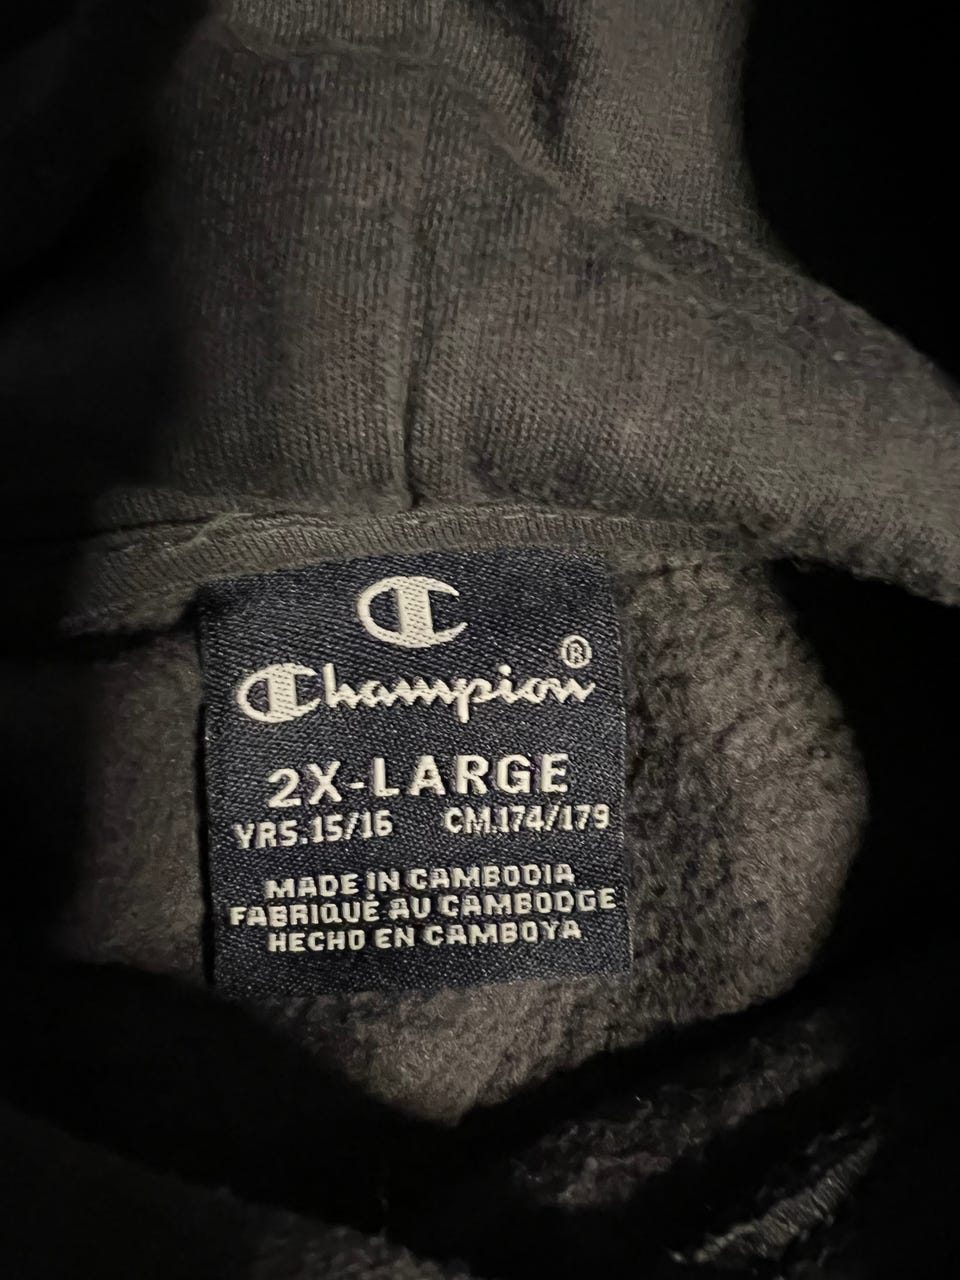 C
Champion®
2X-LARGE
YRS.15/16 CM.174/179
MADE IN CAMBODIA
FABRIQUÉ AU CAMBODGE
HECHO EN CAMBOYA